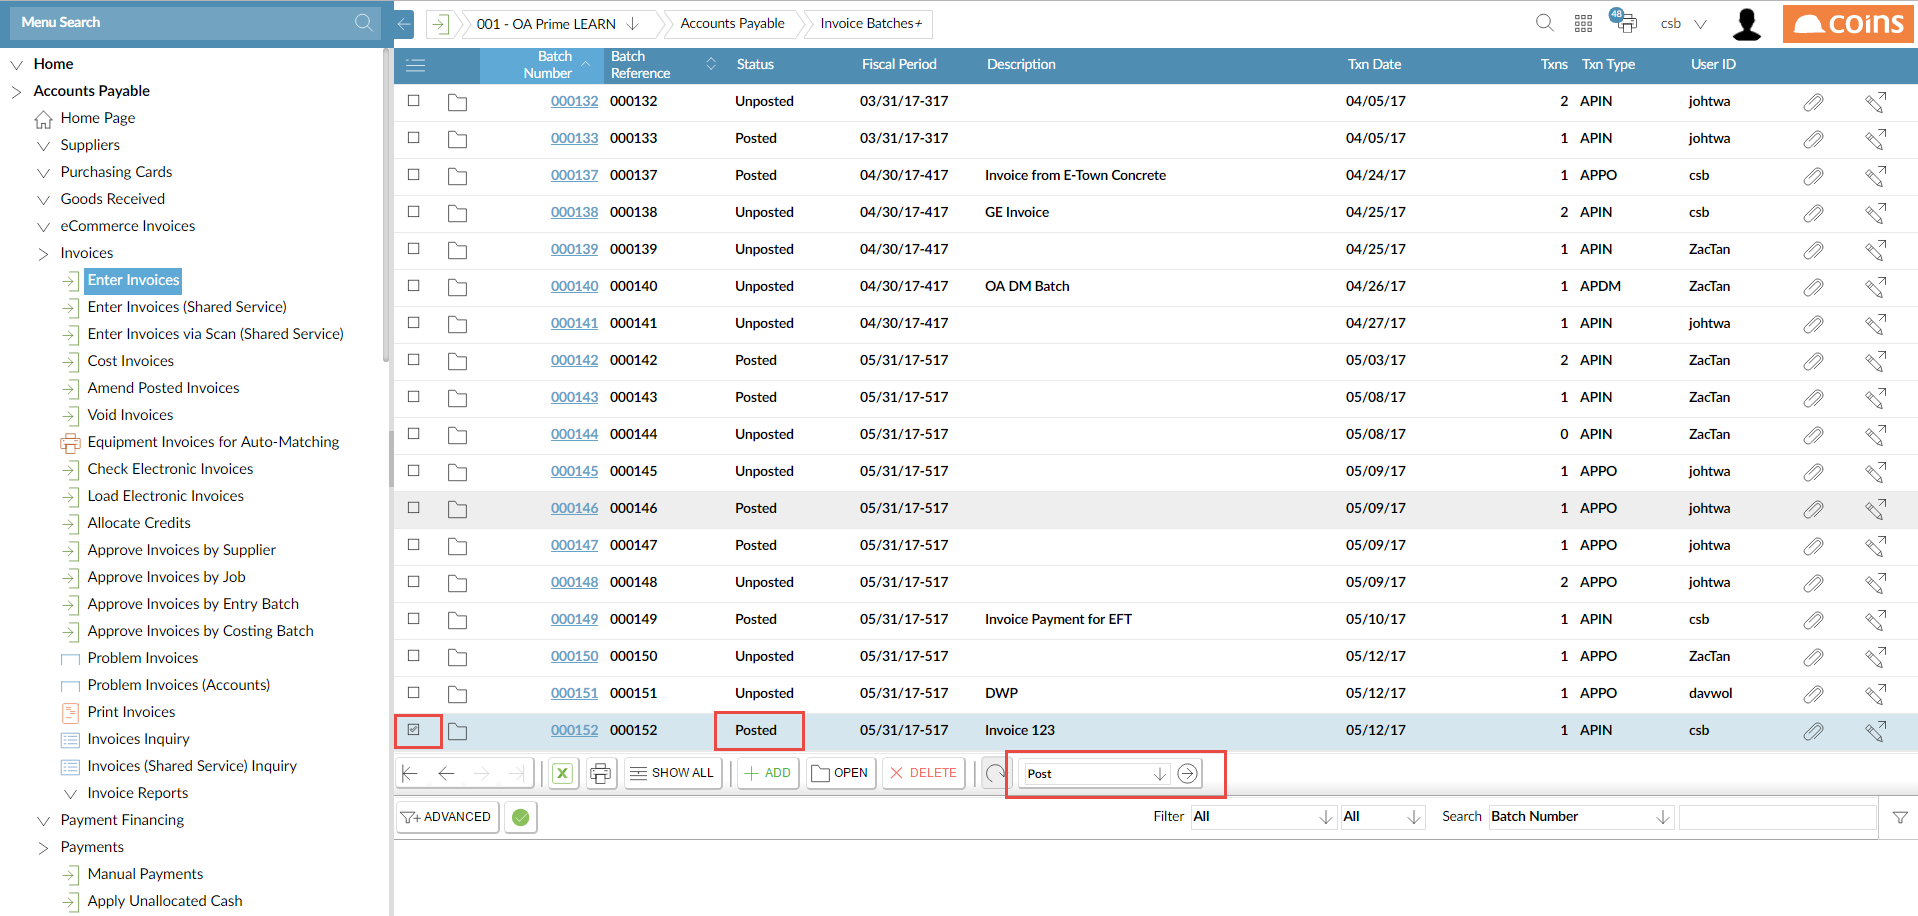 Menu Search
001 - OA Prime LEARN
Accounts Payable
Invoice Batches+
48
csb
coins
Home
Accounts Payable
Home Page
Suppliers
Purchasing Cards
Goods Received
eCommerce Invoices
Invoices
Enter Invoices
Enter Invoices (Shared Service)
Enter Invoices via Scan (Shared Service)
Cost Invoices
Amend Posted Invoices
Void Invoices
Equipment Invoices for Auto-Matching
Check Electronic Invoices
Load Electronic Invoices
Allocate Credits
Approve Invoices by Supplier
Approve Invoices by Job
Approve Invoices by Entry Batch
Approve Invoices by Costing Batch
Problem Invoices
Problem Invoices (Accounts)
Print Invoices
Invoices Inquiry
Invoices (Shared Service) Inquiry
Invoice Reports
Payment Financing
Payments
Manual Payments
Apply Unallocated Cash
Batch Number Batch Reference Status Fiscal Period Description Txn Date Txns Txn Type User ID
000132 000132 Unposted 03/31/17-317 04/05/17 2 APIN johtwa
000133 000133 Posted 03/31/17-317 04/05/17 1 APIN johtwa
000137 000137 Posted 04/30/17-417 Invoice from E-Town Concrete 04/24/17 1 APPO csb
000138 000138 Unposted 04/30/17-417 GE Invoice 04/25/17 2 APIN csb
000139 000139 Unposted 04/30/17-417 04/25/17 1 APIN ZacTan
000140 000140 Unposted 04/30/17-417 OA DM Batch 04/26/17 1 APDM ZacTan
000141 000141 Unposted 04/30/17-417 04/27/17 1 APIN johtwa
000142 000142 Posted 05/31/17-517 05/03/17 2 APIN ZacTan
000143 000143 Posted 05/31/17-517 05/08/17 1 APIN ZacTan
000144 000144 Unposted 05/31/17-517 05/08/17 0 APIN ZacTan
000145 000145 Unposted 05/31/17-517 05/09/17 1 APPO johtwa
000146 000146 Posted 05/31/17-517 05/09/17 1 APPO johtwa
000147 000147 Posted 05/31/17-517 05/09/17 1 APPO johtwa
000148 000148 Unposted 05/31/17-517 05/09/17 2 APPO johtwa
000149 000149 Posted 05/31/17-517 Invoice Payment for EFT 05/10/17 1 APIN csb
000150 000150 Unposted 05/31/17-517 05/12/17 1 APPO ZacTan
000151 000151 Unposted 05/31/17-517 DWP 05/12/17 1 APPO davwol
000152 000152 Posted 05/31/17-517 Invoice 123 05/12/17 1 APIN csb
SHOW ALL ADD OPEN DELETE Post
ADVANCED Filter All All Search Batch Number